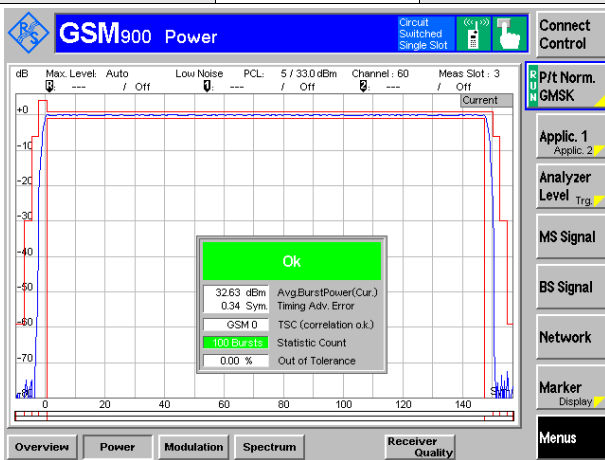 GSM900 Power
Circuit
Switched
Single Slot
Connect
Control
dB Max. Level: Auto Low Noise PCL: 5 / 33.0 dBm Channel : 60 Meas Slot : 3
--- / Off --- / Off 2: --- / Off
Current
RUN
P/t Norm.
GMSK
Applic. 1
Applic. 2
Analyzer
Level Trg.
MS Signal
BS Signal
Network
Marker
Display
Menus
+0
-10
-20
-30
-40
-50
-60
-70
-80
Ok
32.63 dBm Avg.BurstPower(Cur.)
0.34 Sym. Timing Adv. Error
GSM 0 TSC (correlation o.k.)
100 Bursts Statistic Count
0.00 % Out of Tolerance
0 20 40 60 80 100 120 140
Overview Power Modulation Spectrum Receiver
Quality